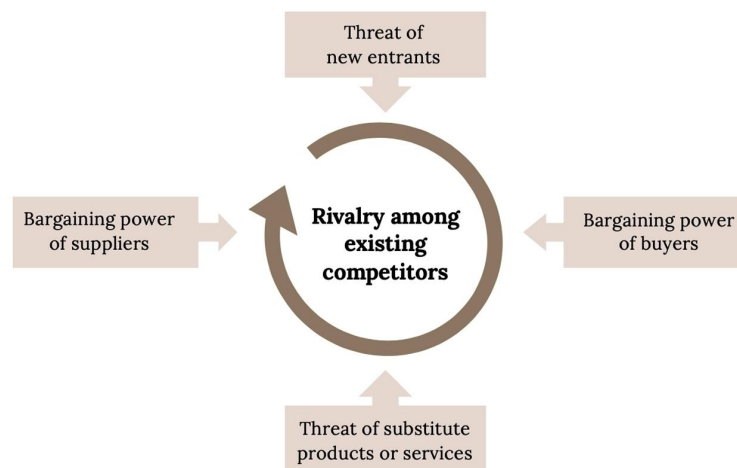 Threat of
new entrants
Bargaining power
of suppliers
Rivalry among
existing
competitors
Bargaining power
of buyers
Threat of substitute
products or services